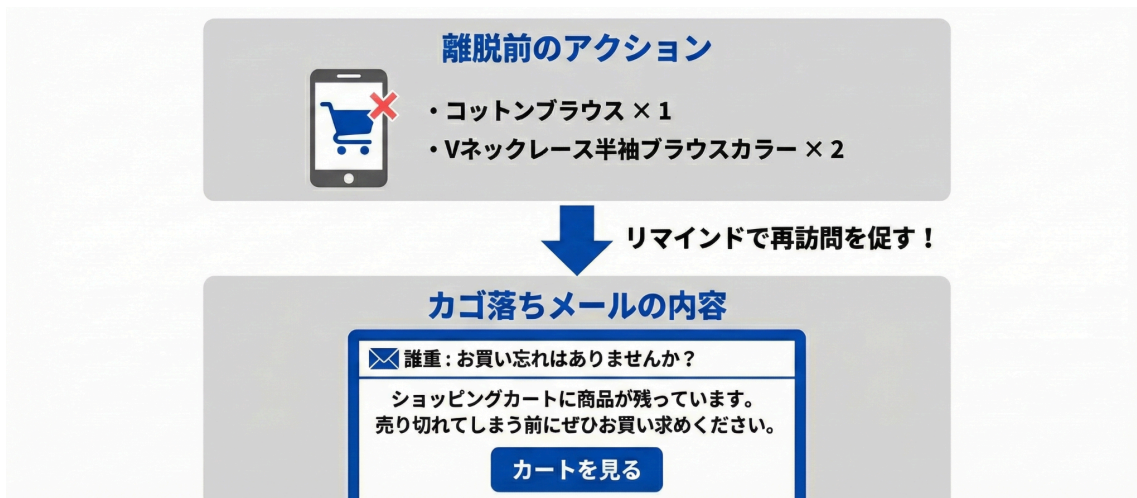 離脱前のアクション
・コットンブラウス × 1
・Vネックレース半袖ブラウスカラー × 2
リマインドで再訪問を促す！
カゴ落ちメールの内容
誰重 : お買い忘れはありませんか？
ショッピングカートに商品が残っています。
売り切れてしまう前にぜひお買い求めください。
カートを見る